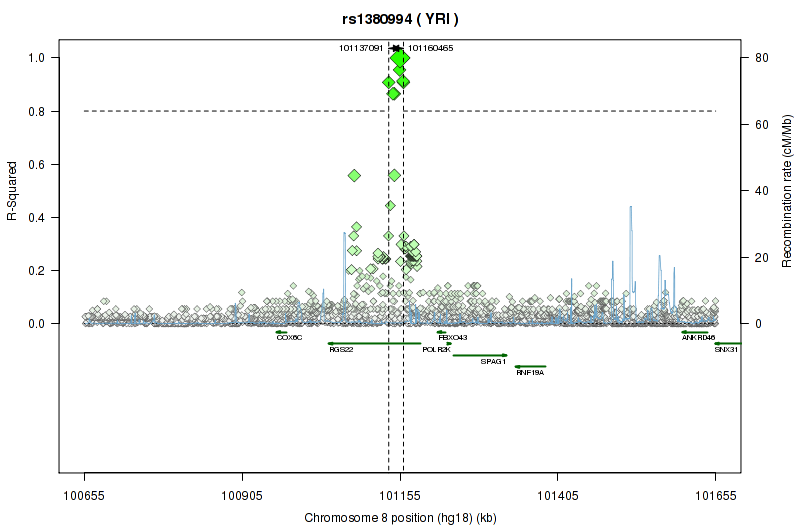 rs1380994 ( YRI )
101137091
101160465
1.0
0.8
0.6
0.4
0.2
0.0
R-Squared
80
60
40
20
0
Recombination rate (cM/Mb)
COX6C
RGS22
FBXO43
POLR2K
SPAG1
RNF19A
ANKRD46
SNX31
100655
100905
101155
101405
101655
Chromosome 8 position (hg18) (kb)